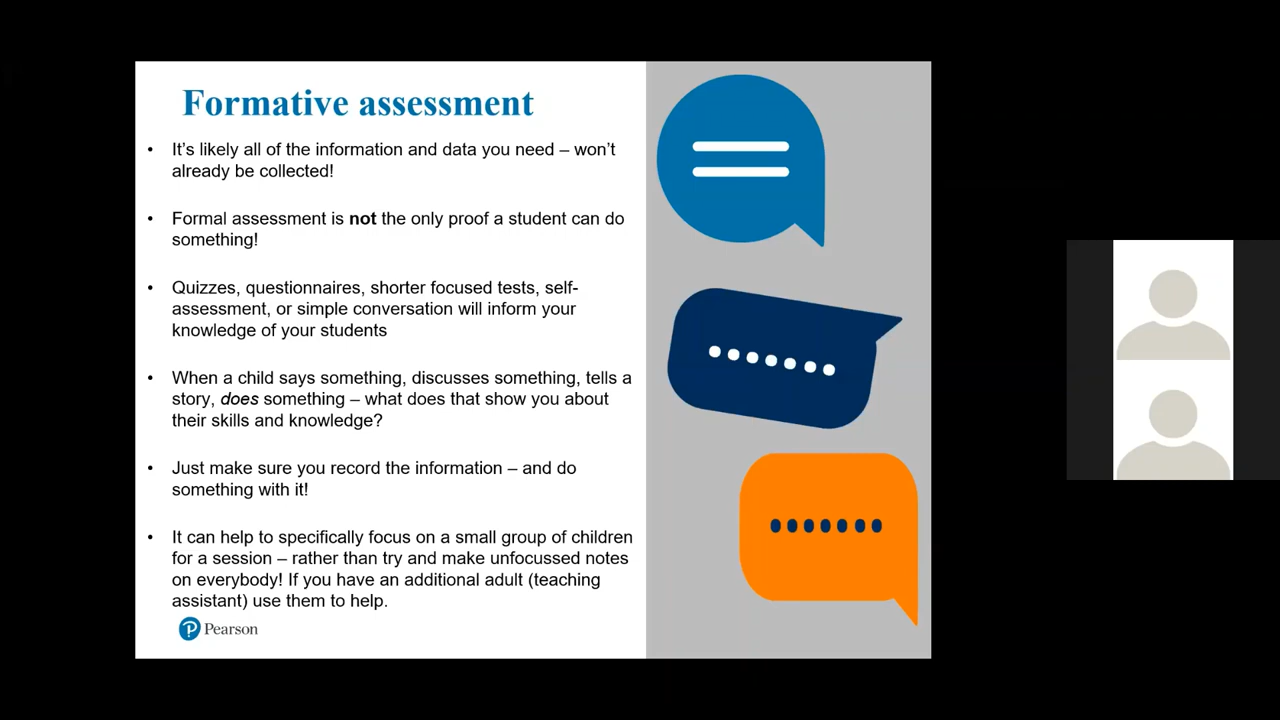 Formative assessment
• It’s likely all of the information and data you need – won’t
already be collected!
• Formal assessment is not the only proof a student can do
something!
• Quizzes, questionnaires, shorter focused tests, self-
assessment, or simple conversation will inform your
knowledge of your students
• When a child says something, discusses something, tells a
story, does something – what does that show you about
their skills and knowledge?
• Just make sure you record the information – and do
something with it!
• It can help to specifically focus on a small group of children
for a session – rather than try and make unfocussed notes
on everybody! If you have an additional adult (teaching
assistant) use them to help.
Pearson